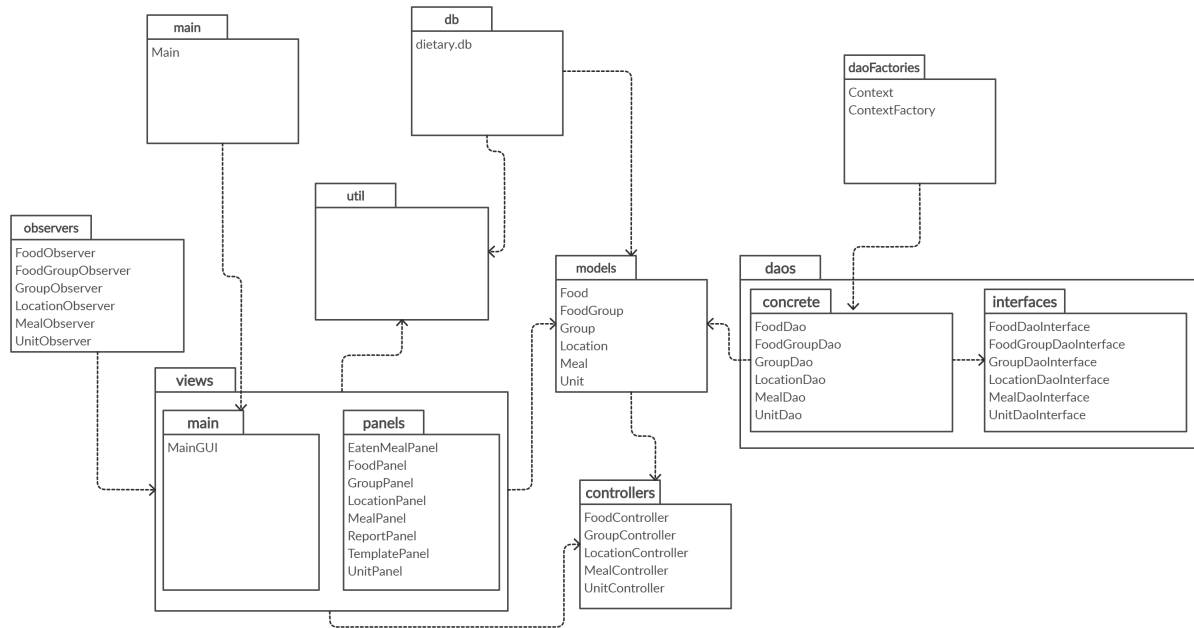 main
Main
db
dietary.db
daoFactories
Context
ContextFactory
util
observers
FoodObserver
FoodGroupObserver
GroupObserver
LocationObserver
MealObserver
UnitObserver
models
Food
FoodGroup
Group
Location
Meal
Unit
daos
concrete
FoodDao
FoodGroupDao
GroupDao
LocationDao
MealDao
UnitDao
interfaces
FoodDaoInterface
FoodGroupDaoInterface
GroupDaoInterface
LocationDaoInterface
MealDaoInterface
UnitDaoInterface
views
main
MainGUI
panels
EatenMealPanel
FoodPanel
GroupPanel
LocationPanel
MealPanel
ReportPanel
TemplatePanel
UnitPanel
controllers
FoodController
GroupController
LocationController
MealController
UnitController